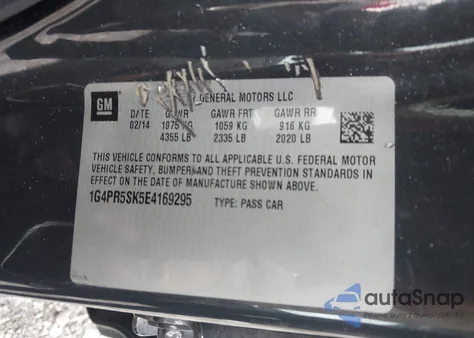 GM
GENERAL MOTORS LLC
DATE GAWR GAWR FRT GAWR RR
02/14 1975 KG 1059 KG 916 KG
4355 LB 2335 LB 2020 LB
THIS VEHICLE CONFORMS TO ALL APPLICABLE U.S. FEDERAL MOTOR
VEHICLE SAFETY, BUMPER, AND THEFT PREVENTION STANDARDS IN
EFFECT ON THE DATE OF MANUFACTURE SHOWN ABOVE.
1G4PR5SK5E4169295 TYPE: PASS CAR
autoSnap